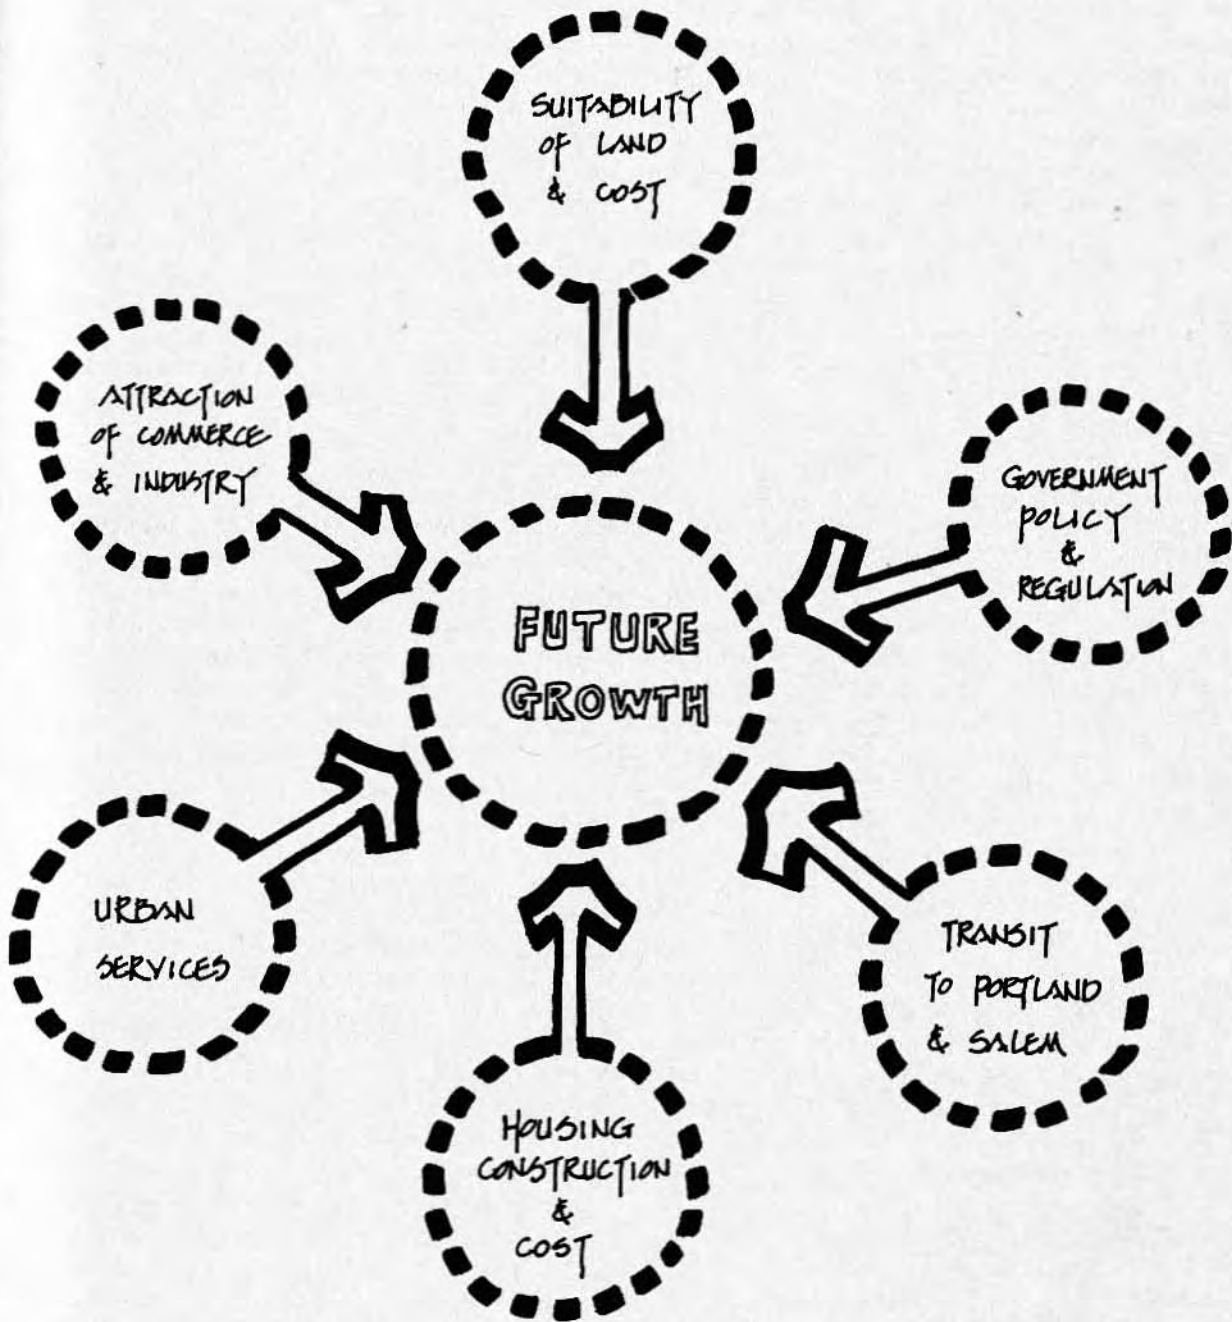 SUITABILITY
OF LAND
& COST
ATTRACTION
OF COMMERCE
& INDUSTRY
GOVERNMENT
POLICY
&
REGULATION
FUTURE
GROWTH
URBAN
SERVICES
TRANSIT
TO PORTLAND
& SALEM
HOUSING
CONSTRUCTION
&
COST